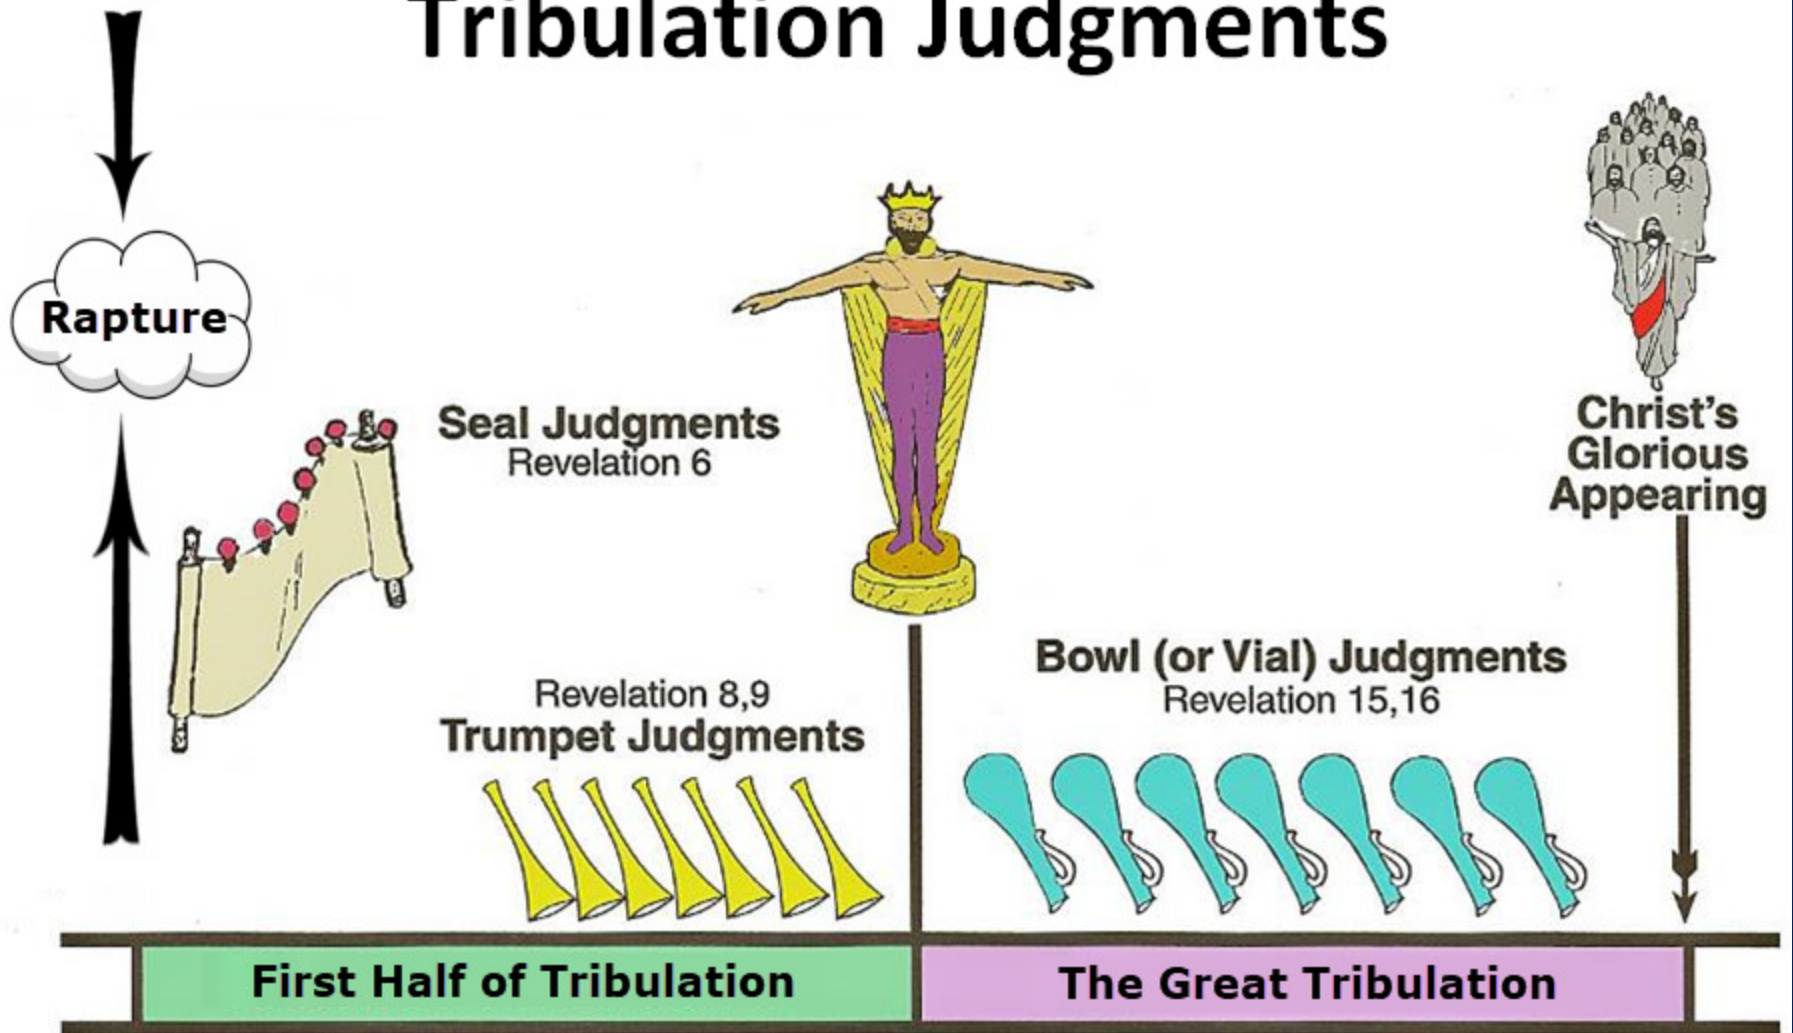 Tribulation Judgments
Rapture
Seal Judgments
Revelation 6
Christ's
Glorious
Appearing
Revelation 8,9
Trumpet Judgments
Bowl (or Vial) Judgments
Revelation 15,16
First Half of Tribulation
The Great Tribulation